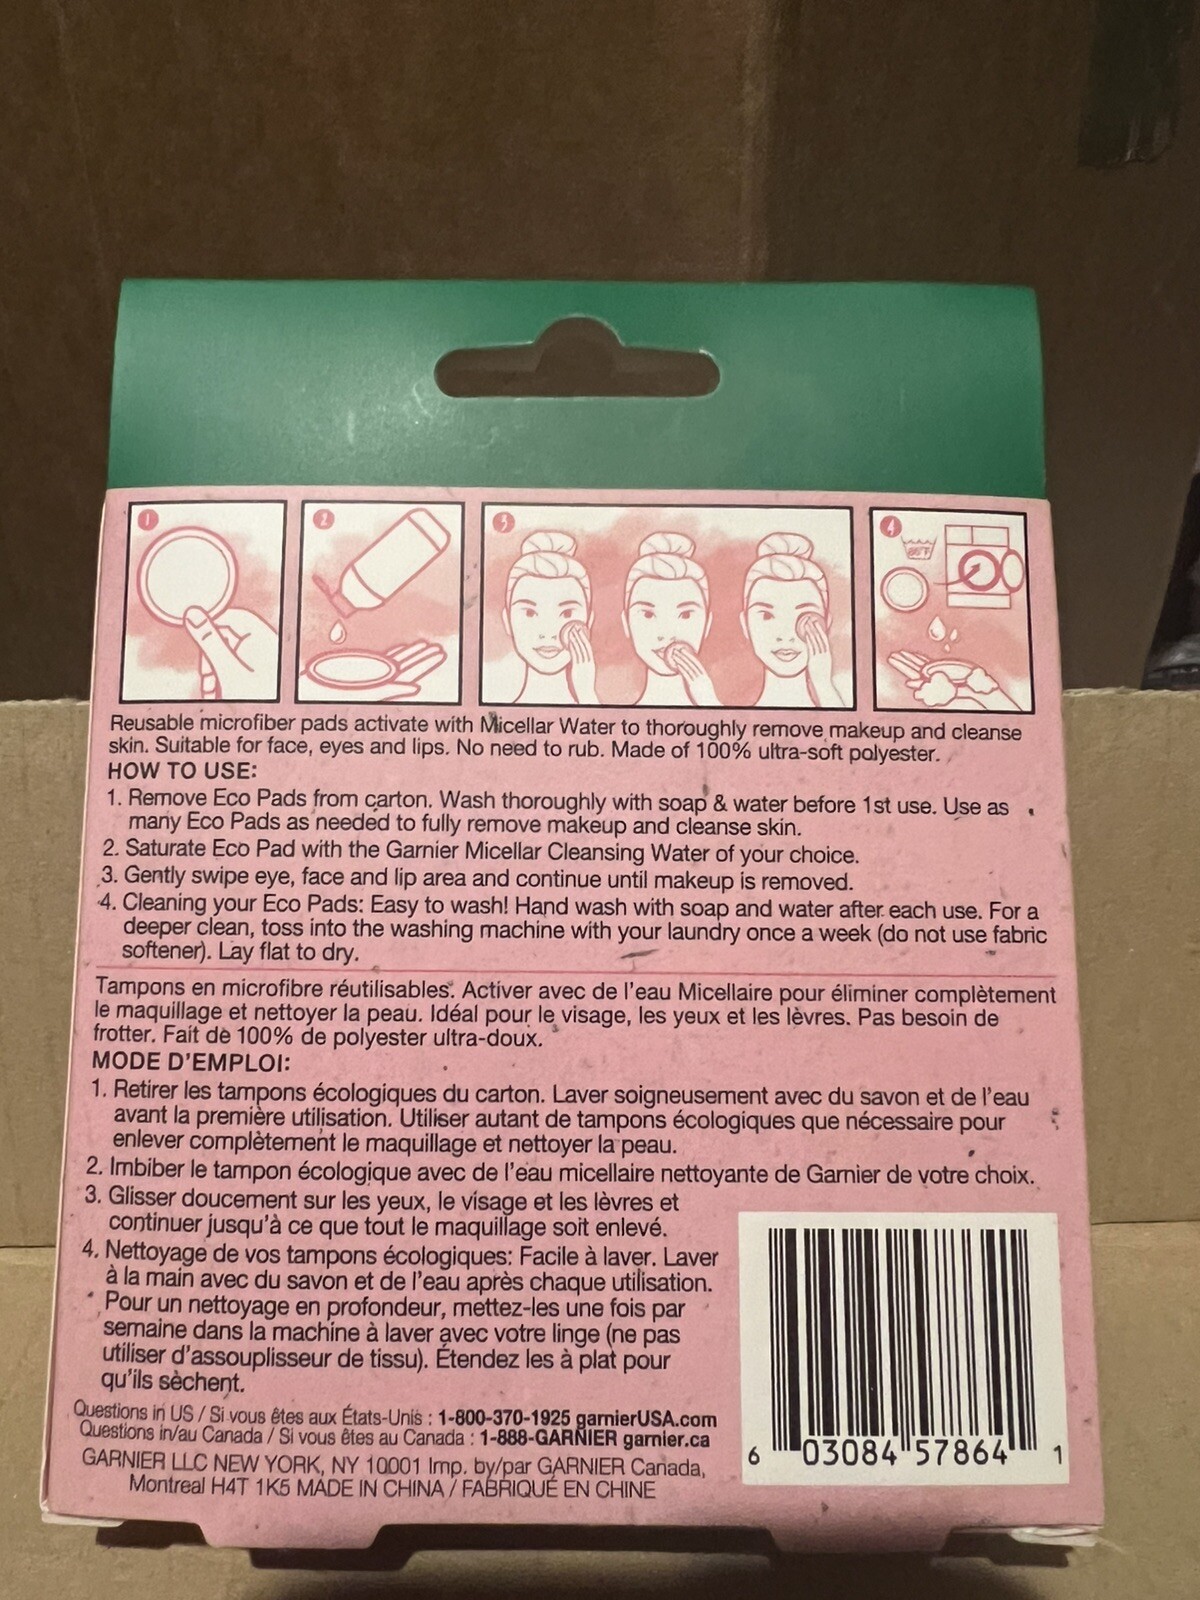 1
2
3
4
Reusable microfiber pads activate with Micellar Water to thoroughly remove makeup and cleanse
skin. Suitable for face, eyes and lips. No need to rub. Made of 100% ultra-soft polyester.
HOW TO USE:
1. Remove Eco Pads from carton. Wash thoroughly with soap & water before 1st use. Use as
many Eco Pads as needed to fully remove makeup and cleanse skin.
2. Saturate Eco Pad with the Garnier Micellar Cleansing Water of your choice.
3. Gently swipe eye, face and lip area and continue until makeup is removed.
4. Cleaning your Eco Pads: Easy to wash! Hand wash with soap and water after each use. For a
deeper clean, toss into the washing machine with your laundry once a week (do not use fabric
softener). Lay flat to dry.
Tampons en microfibre réutilisables. Activer avec de l'eau Micellaire pour éliminer complètement
le maquillage et nettoyer la peau. Idéal pour le visage, les yeux et les lèvres. Pas besoin de
frotter. Fait de 100% de polyester ultra-doux.
MODE D'EMPLOI:
1. Retirer les tampons écologiques du carton. Laver soigneusement avec du savon et de l'eau
avant la première utilisation. Utiliser autant de tampons écologiques que nécessaire pour
enlever complètement le maquillage et nettoyer la peau.
2. Imbiber le tampon écologique avec de l'eau micellaire nettoyante de Garnier de votre choix.
3. Glisser doucement sur les yeux, le visage et les lèvres et
continuer jusqu'à ce que tout le maquillage soit enlevé.
4. Nettoyage de vos tampons écologiques: Facile à laver. Laver
à la main avec du savon et de l'eau après chaque utilisation.
Pour un nettoyage en profondeur, mettez-les une fois par
semaine dans la machine à laver avec votre linge (ne pas
utiliser d'assouplisseur de tissu). Étendez les à plat pour
qu'ils sèchent.
Questions in US / Si vous êtes aux États-Unis : 1-800-370-1925 garnierUSA.com
Questions in/au Canada / Si vous êtes au Canada : 1-888-GARNIER garnier.ca
GARNIER LLC NEW YORK, NY 10001 Imp. by/par GARNIER Canada,
Montreal H4T 1K5 MADE IN CHINA / FABRIQUÉ EN CHINE
6 03084 57864 1